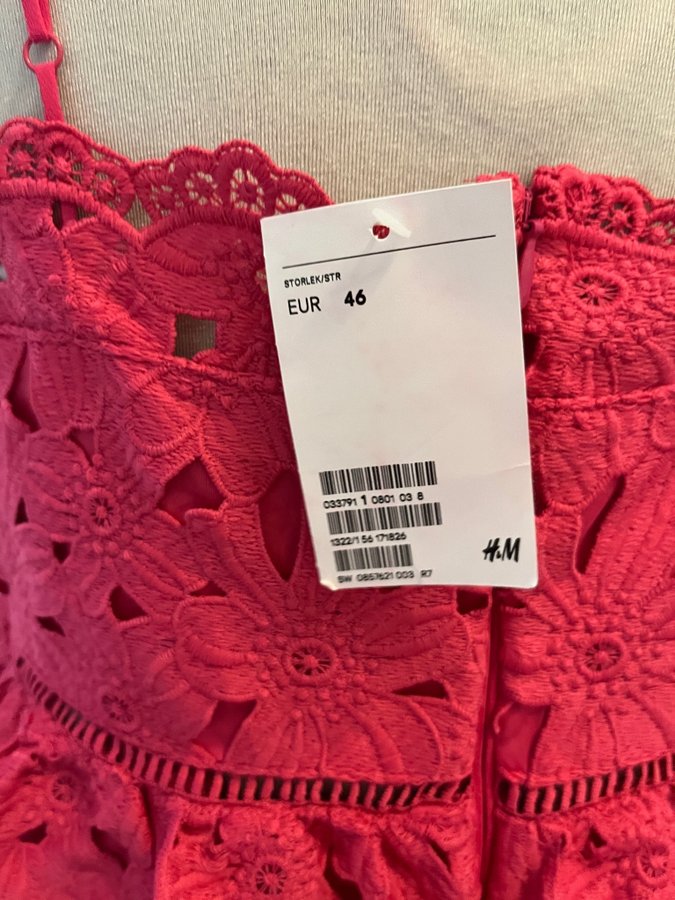 STORLEK/STR
EUR 46
033791 1 0801 03 8
1322/1 56 171826
H&M
SW 0857621 003 R7